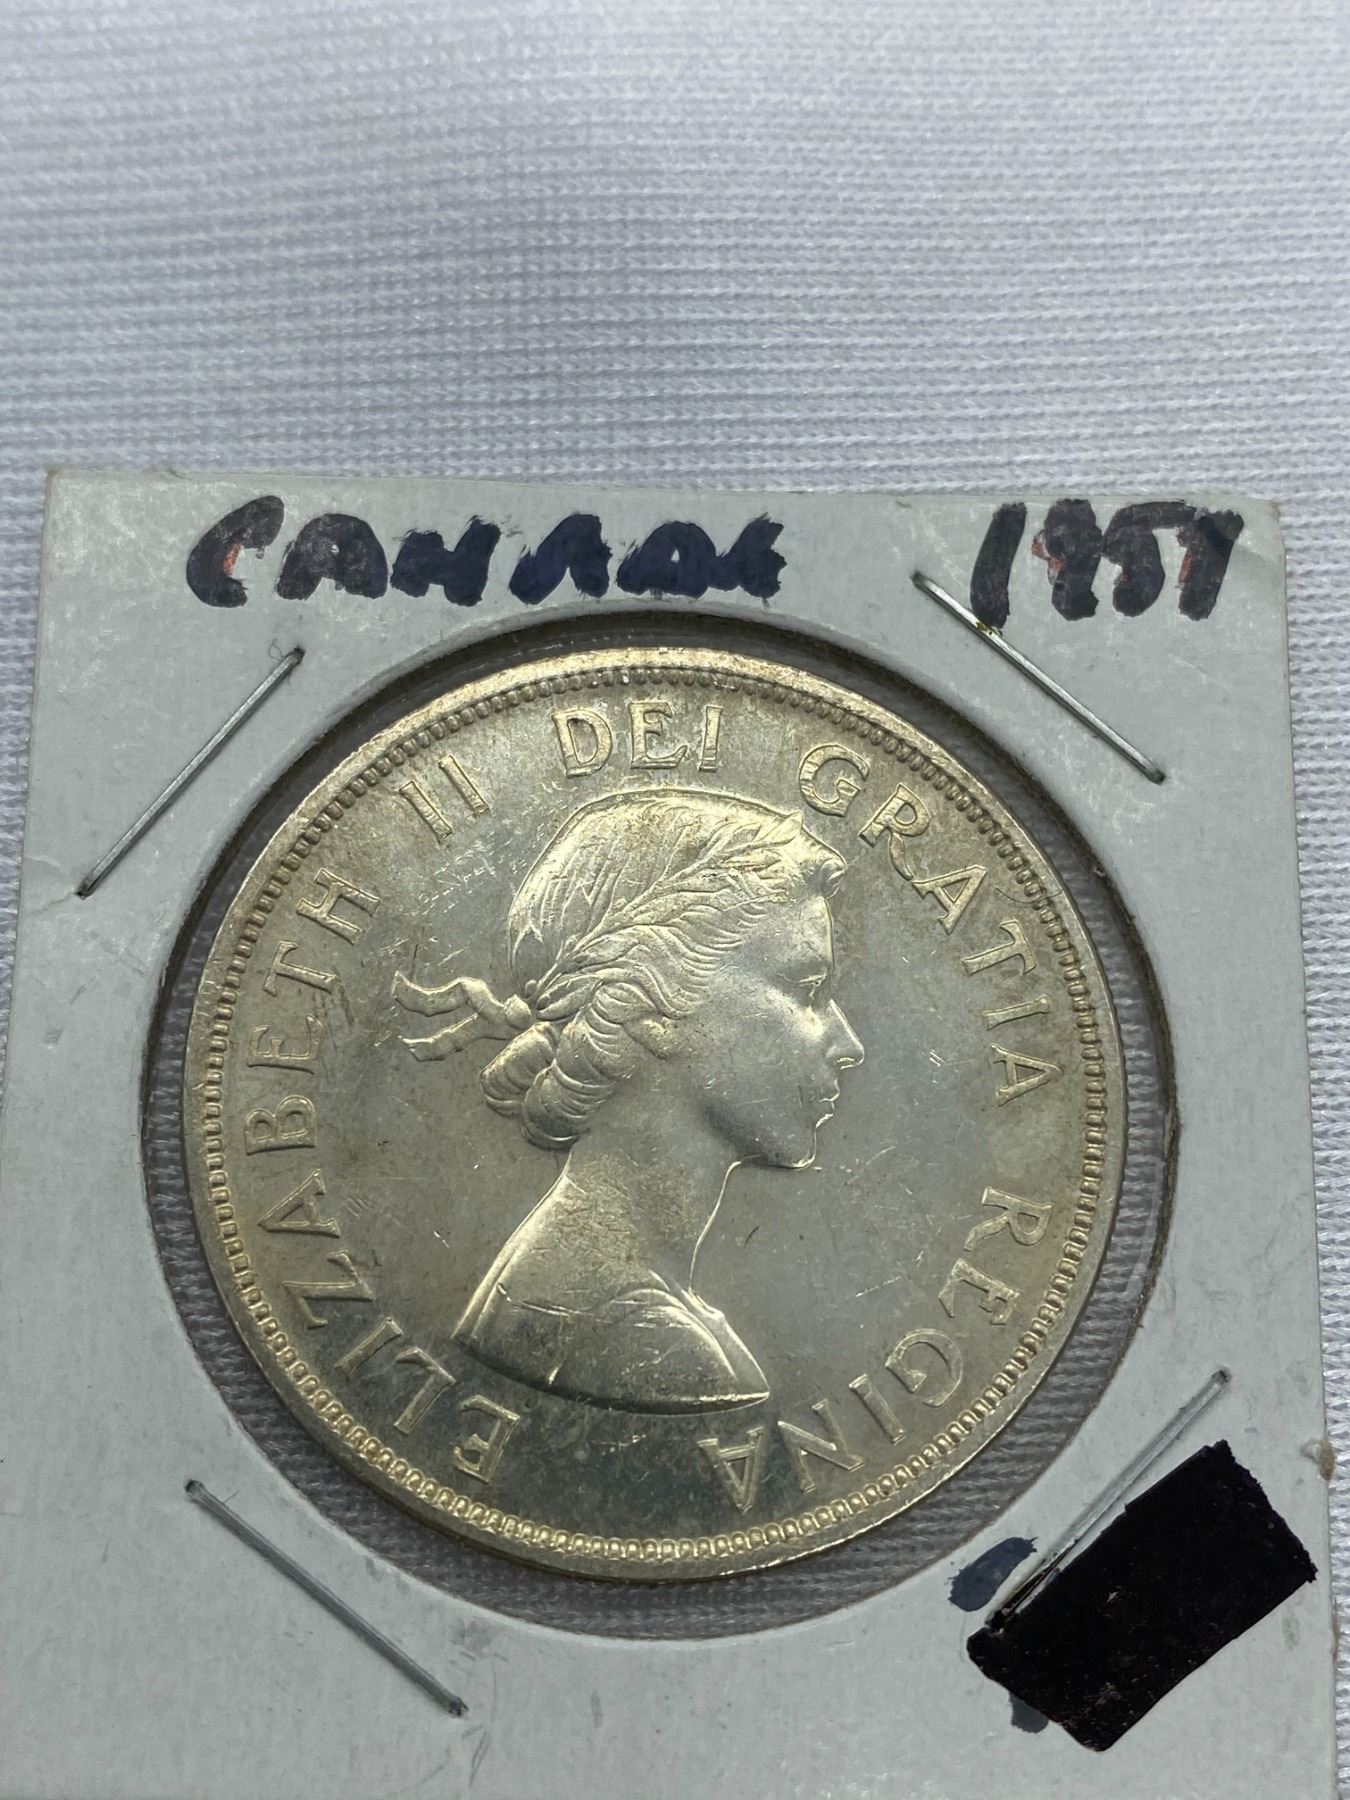 CANADA 1957
ELIZABETH II DEI GRATIA REGINA